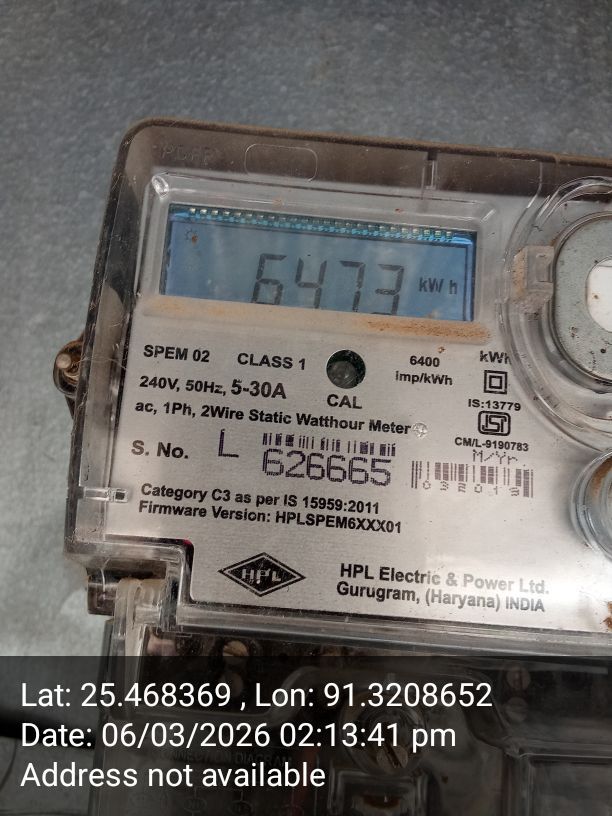 6473 kWh
SPEM 02 CLASS 1 6400 imp/kWh kWh
240V, 50Hz, 5-30A CAL
IS:13779
ac, 1Ph, 2Wire Static Watthour Meter
CM/L-9190783
S. No. L 626665 M/Yr.
032018
Category C3 as per IS 15959:2011
Firmware Version: HPLSPEM6XXX01
HPL
HPL Electric & Power Ltd.
Gurugram, (Haryana) INDIA
Lat: 25.468369 , Lon: 91.3208652
Date: 06/03/2026 02:13:41 pm
Address not available